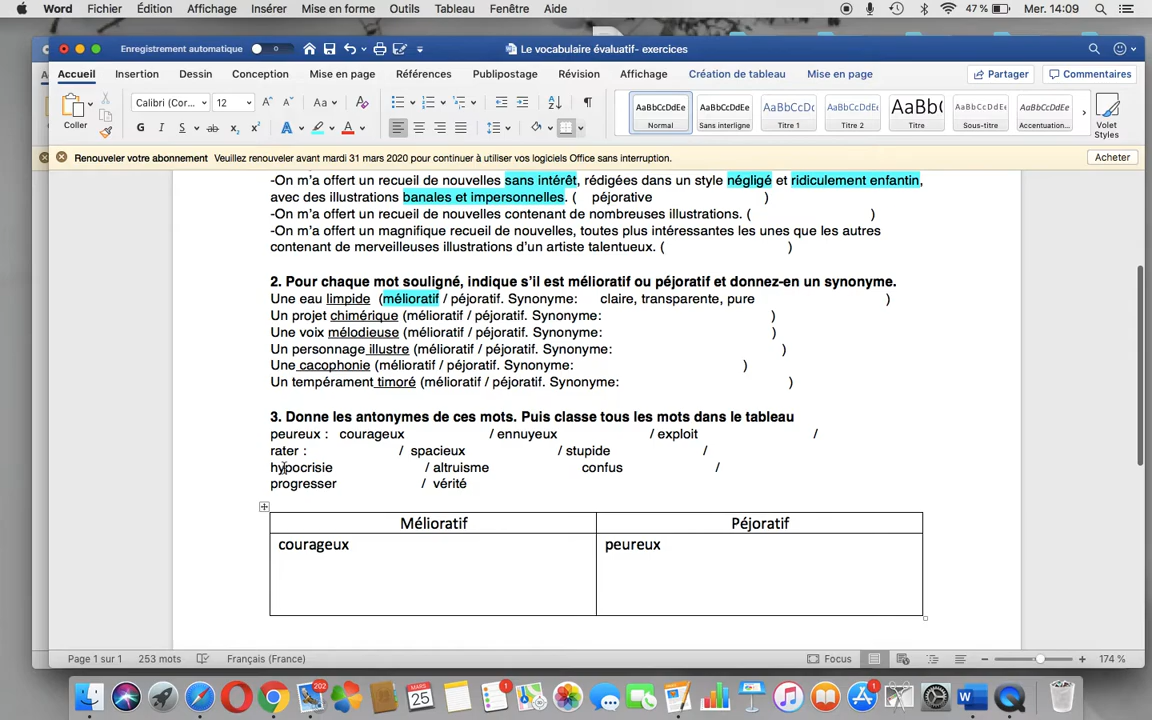 Word Fichier Édition Affichage Insérer Mise en forme Outils Tableau Fenêtre Aide 47 % Mer. 14:09
Enregistrement automatique Le vocabulaire évaluatif- exercices
Accueil Insertion Dessin Conception Mise en page Références Publipostage Révision Affichage Création de tableau Mise en page Partager Commentaires
Coller Calibri (Cor... 12 AaBbCcDdEe AaBbCcDdEe AaBbCcDc AaBbCcDdEe AaBb( AaBbCcDdEe AaBbCcDdEe
Normal Sans interligne Titre 1 Titre 2 Titre Sous-titre Accentuation... Volet Styles
Renouveler votre abonnement Veuillez renouveler avant mardi 31 mars 2020 pour continuer à utiliser vos logiciels Office sans interruption. Acheter
-On m'a offert un recueil de nouvelles sans intérêt, rédigées dans un style négligé et ridiculement enfantin,
avec des illustrations banales et impersonnelles. ( péjorative )
-On m'a offert un recueil de nouvelles contenant de nombreuses illustrations. ( )
-On m'a offert un magnifique recueil de nouvelles, toutes plus intéressantes les unes que les autres
contenant de merveilleuses illustrations d'un artiste talentueux. ( )
2. Pour chaque mot souligné, indique s'il est mélioratif ou péjoratif et donnez-en un synonyme.
Une eau limpide (mélioratif / péjoratif. Synonyme: claire, transparente, pure )
Un projet chimérique (mélioratif / péjoratif. Synonyme: )
Une voix mélodieuse (mélioratif / péjoratif. Synonyme: )
Un personnage illustre (mélioratif / péjoratif. Synonyme: )
Une cacophonie (mélioratif / péjoratif. Synonyme: )
Un tempérament timoré (mélioratif / péjoratif. Synonyme: )
3. Donne les antonymes de ces mots. Puis classe tous les mots dans le tableau
peureux : courageux / ennuyeux / exploit /
rater : / spacieux / stupide /
hypocrisie / altruisme confus /
progresser / vérité
Mélioratif Péjoratif
courageux peureux
Page 1 sur 1 253 mots Français (France) Focus 174 %
202 MARS 25 1 1